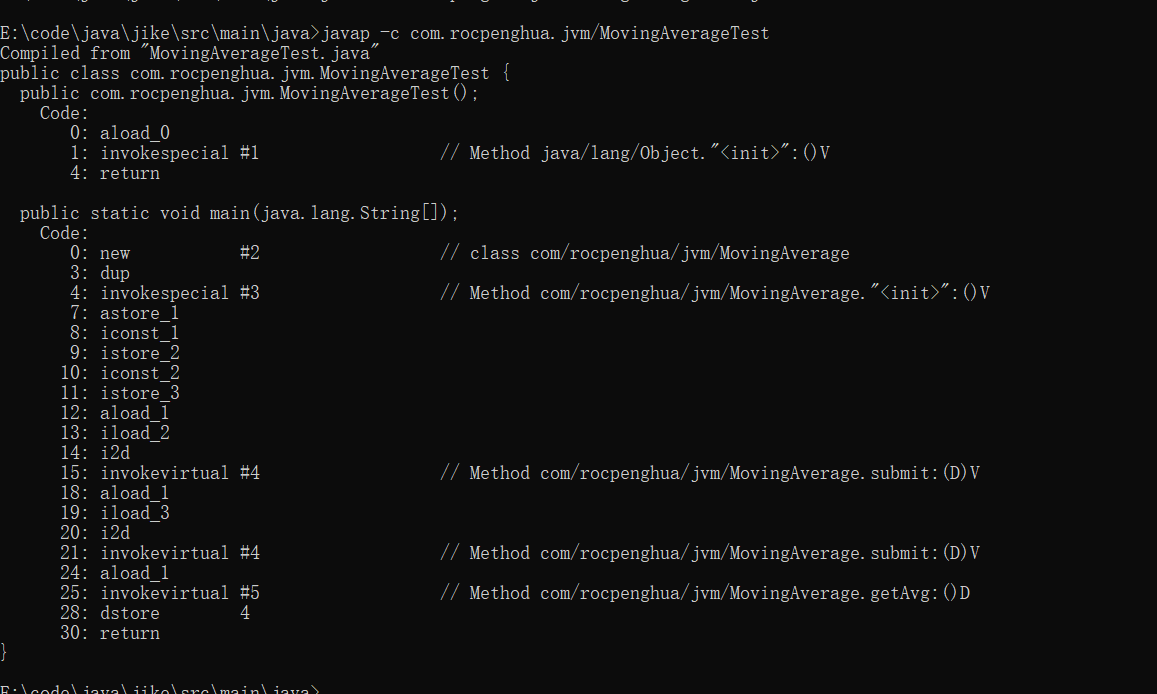 E:\code\java\jike\src\main\java>javap -c com.rocpenghua.jvm/MovingAverageTest
Compiled from "MovingAverageTest.java"
public class com.rocpenghua.jvm.MovingAverageTest {
  public com.rocpenghua.jvm.MovingAverageTest();
    Code:
       0: aload_0
       1: invokespecial #1                  // Method java/lang/Object."<init>":()V
       4: return
  public static void main(java.lang.String[]);
    Code:
       0: new           #2                  // class com/rocpenghua/jvm/MovingAverage
       3: dup
       4: invokespecial #3                  // Method com/rocpenghua/jvm/MovingAverage."<init>":()V
       7: astore_1
       8: iconst_1
       9: istore_2
      10: iconst_2
      11: istore_3
      12: aload_1
      13: iload_2
      14: i2d
      15: invokevirtual #4                  // Method com/rocpenghua/jvm/MovingAverage.submit:(D)V
      18: aload_1
      19: iload_3
      20: i2d
      21: invokevirtual #4                  // Method com/rocpenghua/jvm/MovingAverage.submit:(D)V
      24: aload_1
      25: invokevirtual #5                  // Method com/rocpenghua/jvm/MovingAverage.getAvg:()D
      28: dstore        4
      30: return
}
E:\code\java\jike\src\main\java>